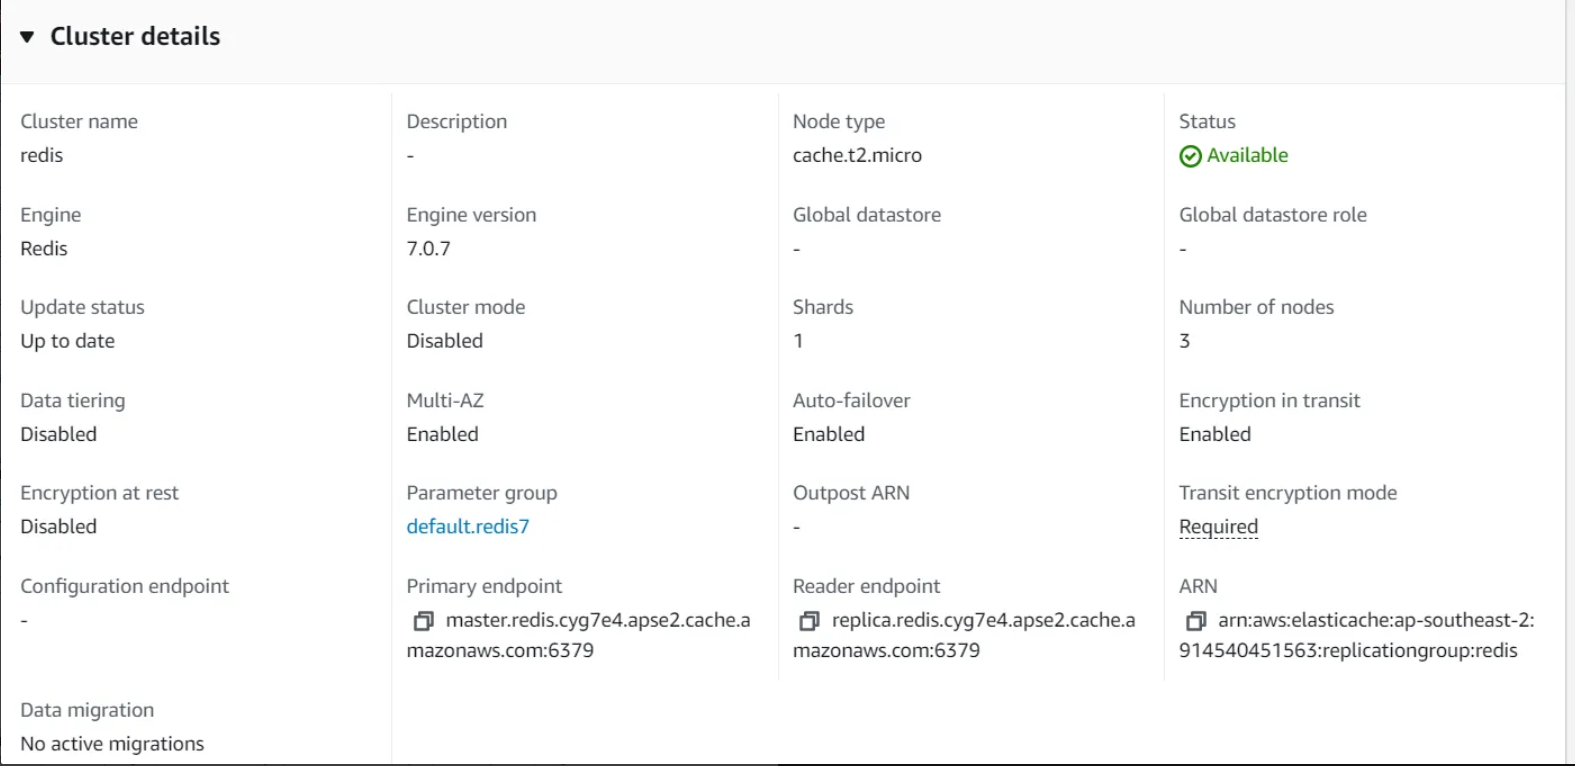 Cluster details
Cluster name
redis
Description
-
Node type
cache.t2.micro
Status
Available
Engine
Redis
Engine version
7.0.7
Global datastore
-
Global datastore role
-
Update status
Up to date
Cluster mode
Disabled
Shards
1
Number of nodes
3
Data tiering
Disabled
Multi-AZ
Enabled
Auto-failover
Enabled
Encryption in transit
Enabled
Encryption at rest
Disabled
Parameter group
default.redis7
Outpost ARN
-
Transit encryption mode
Required
Configuration endpoint
-
Primary endpoint
master.redis.cyg7e4.apse2.cache.a
mazonaws.com:6379
Reader endpoint
replica.redis.cyg7e4.apse2.cache.a
mazonaws.com:6379
ARN
arn:aws:elasticache:ap-southeast-2:
914540451563:replicationgroup:redis
Data migration
No active migrations